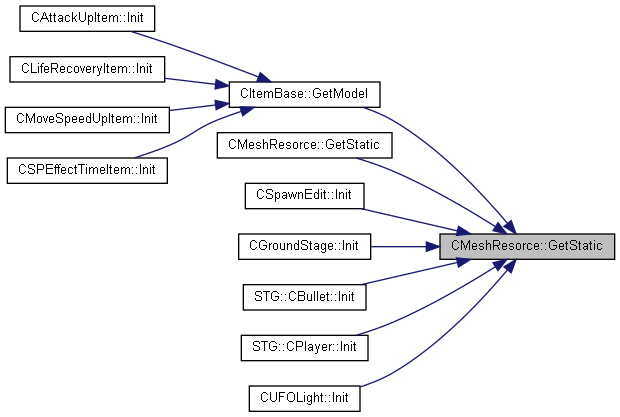 CAttackUpItem::Init
CLifeRecoveryItem::Init
CMoveSpeedUpItem::Init
CSPEffectTimeItem::Init
CItemBase::GetModel
CMeshResorce::GetStatic
CSpawnEdit::Init
CGroundStage::Init
STG::CBullet::Init
STG::CPlayer::Init
CUFOLight::Init
CMeshResorce::GetStatic